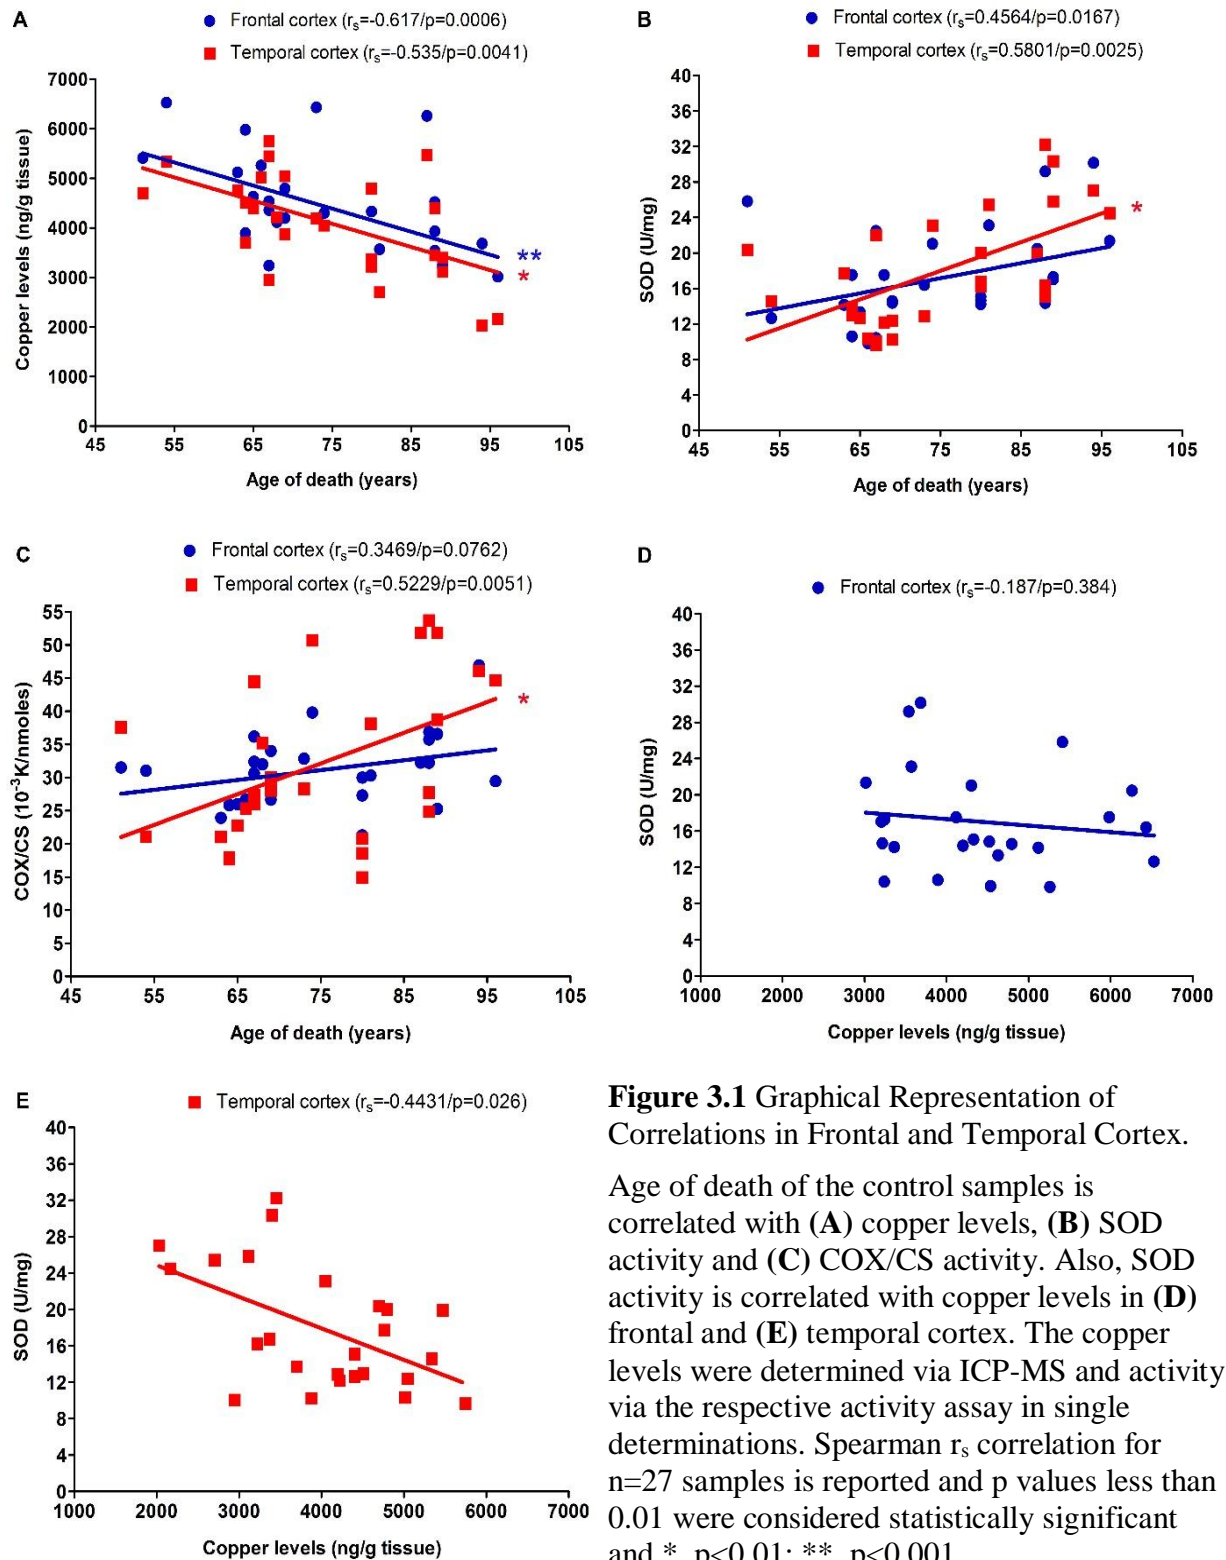 A
Frontal cortex (rs=-0.617/p=0.0006)
Temporal cortex (rs=-0.535/p=0.0041)
7000
6000
5000
4000
3000
2000
1000
0
Copper levels (ng/g tissue)
**
*
45 55 65 75 85 95 105
Age of death (years)
B
Frontal cortex (rs=0.4564/p=0.0167)
Temporal cortex (rs=0.5801/p=0.0025)
40
36
32
28
24
20
16
12
8
4
0
SOD (U/mg)
*
45 55 65 75 85 95 105
Age of death (years)
C
Frontal cortex (rs=0.3469/p=0.0762)
Temporal cortex (rs=0.5229/p=0.0051)
55
50
45
40
35
30
25
20
15
10
5
0
COX/CS (10-3K/nmoles)
*
45 55 65 75 85 95 105
Age of death (years)
D
Frontal cortex (rs=-0.187/p=0.384)
40
36
32
28
24
20
16
12
8
4
0
SOD (U/mg)
1000 2000 3000 4000 5000 6000 7000
Copper levels (ng/g tissue)
E
Temporal cortex (rs=-0.4431/p=0.026)
40
36
32
28
24
20
16
12
8
4
0
SOD (U/mg)
1000 2000 3000 4000 5000 6000 7000
Copper levels (ng/g tissue)
Figure 3.1 Graphical Representation of
Correlations in Frontal and Temporal Cortex.
Age of death of the control samples is
correlated with (A) copper levels, (B) SOD
activity and (C) COX/CS activity. Also, SOD
activity is correlated with copper levels in (D)
frontal and (E) temporal cortex. The copper
levels were determined via ICP-MS and activity
via the respective activity assay in single
determinations. Spearman rs correlation for
n=27 samples is reported and p values less than
0.01 were considered statistically significant
and *, p<0.01; **, p<0.001